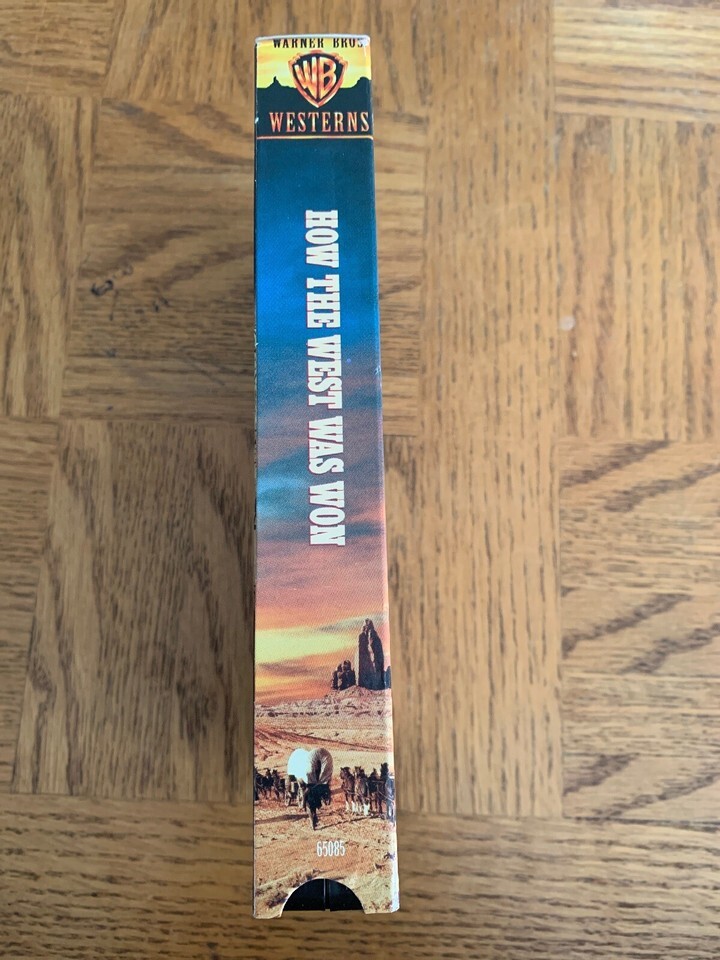 WARNER BROS.
WB
WESTERNS
HOW THE WEST WAS WON
65085